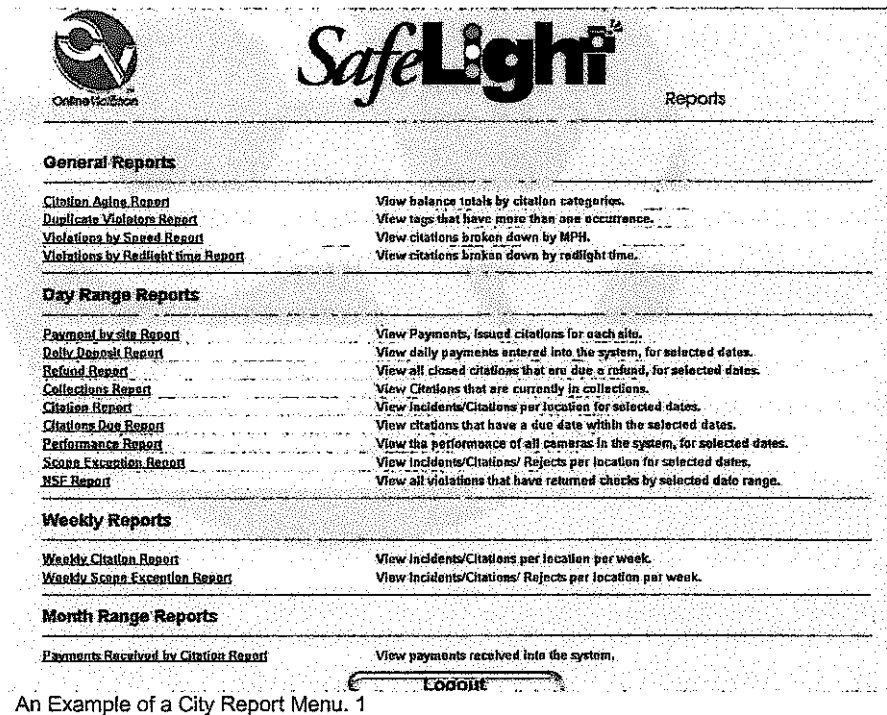 Online Violation
SafeLight
Reports
General Reports
Citation Aging Report View balance totals by citation categories.
Duplicate Violators Report View tags that have more than one occurrence.
Violations by Speed Report View citations broken down by MPH.
Violations by Redlight time Report View citations broken down by redlight time.
Day Range Reports
Payment by site Report View Payments, Issued citations for each site.
Daily Deposit Report View daily payments entered into the system, for selected dates.
Refund Report View all closed citations that are due a refund, for selected dates.
Collections Report View Citations that are currently in collections.
Citation Report View Incidents/Citations per location for selected dates.
Citations Due Report View citations that have a due date within the selected dates.
Performance Report View the performance of all cameras in the system, for selected dates.
Scope Exception Report View Incidents/Citations/ Rejects per location for selected dates.
NSF Report View all violations that have returned checks by selected date range.
Weekly Reports
Weekly Citation Report View Incidents/Citations per location per week.
Weekly Scope Exception Report View Incidents/Citations/ Rejects per location per week.
Month Range Reports
Payments Received by Citation Report View payments received into the system.
Logout
An Example of a City Report Menu. 1